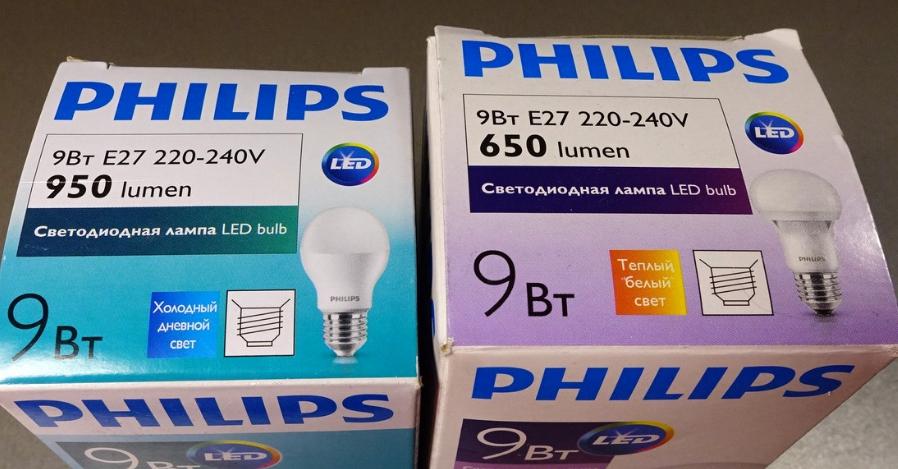 PHILIPS
9Вт E27 220-240V
950 lumen
LED
Светодиодная лампа LED bulb
PHILIPS
9Вт
Холодный
дневной
свет
PHILIPS
9Вт
LED
PHILIPS
9Вт E27 220-240V
650 lumen
LED
Светодиодная лампа LED bulb
PHILIPS
9Вт
Теплый
белый
свет
PHILIPS
9Вт
LED